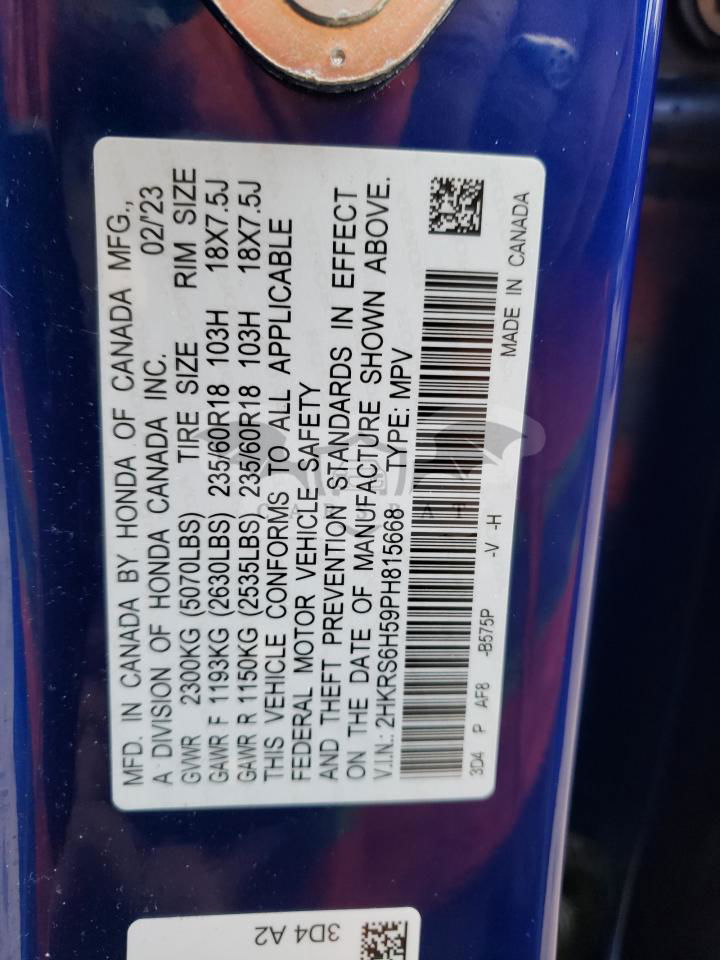 MFD. IN CANADA BY HONDA OF CANADA MFG.,
A DIVISION OF HONDA CANADA INC. 02/'23
GVWR 2300KG (5070LBS) TIRE SIZE RIM SIZE
GAWR F 1193KG (2630LBS) 235/60R18 103H 18X7.5J
GAWR R 1150KG (2535LBS) 235/60R18 103H 18X7.5J
THIS VEHICLE CONFORMS TO ALL APPLICABLE
FEDERAL MOTOR VEHICLE SAFETY
AND THEFT PREVENTION STANDARDS IN EFFECT
ON THE DATE OF MANUFACTURE SHOWN ABOVE.
V.I.N.: 2HKRS6H59PH815668 TYPE: MPV
3D4 P AF8 -B575P -V -H MADE IN CANADA
3D4 A2